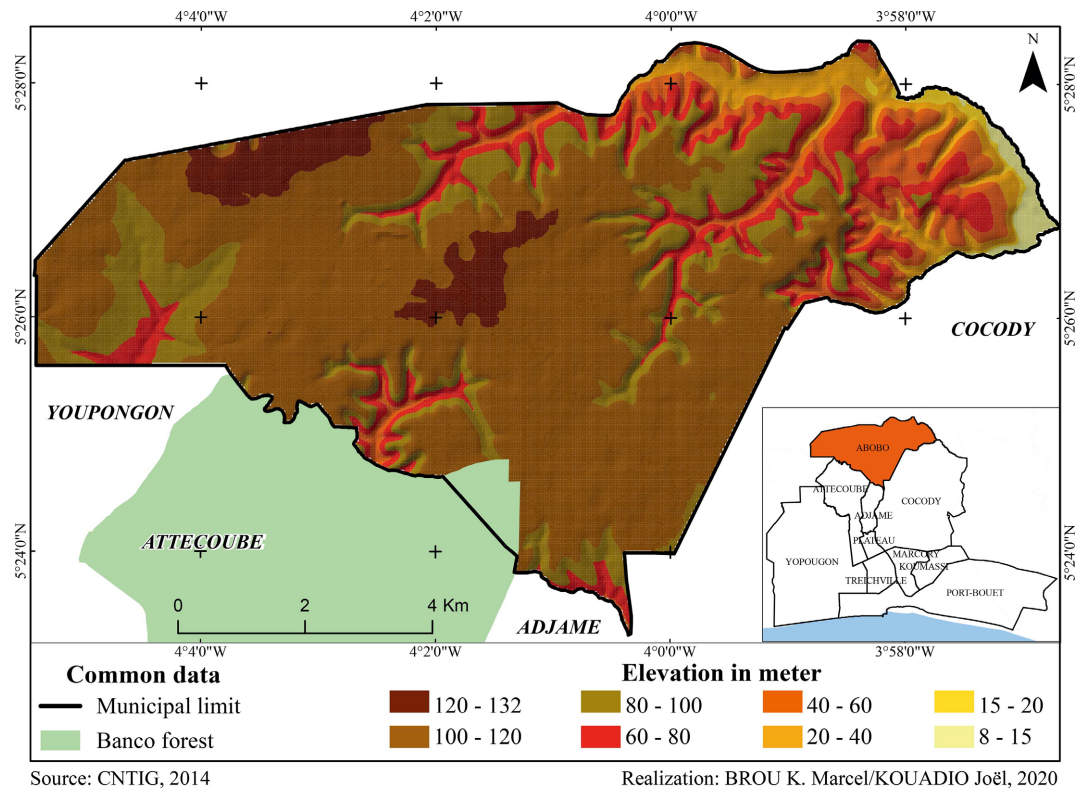 4°4'0"W 4°2'0"W 4°0'0"W 3°58'0"W
N
5°28'0"N 5°28'0"N
5°26'0"N 5°26'0"N
COCODY
YOUPONGON
ABOBO
ATTECOUBE
COCODY
ADJAME
PLATEAU
MARCORY
YOPOUGON
KOUMASSI
TREICHVILLE
PORT-BOUET
5°24'0"N 5°24'0"N
ATTECOUBE
0 2 4 Km
ADJAME
4°4'0"W 4°2'0"W 4°0'0"W 3°58'0"W
Common data
Municipal limit
Banco forest
Elevation in meter
120 - 132 80 - 100 40 - 60 15 - 20
100 - 120 60 - 80 20 - 40 8 - 15
Source: CNTIG, 2014
Realization: BROU K. Marcel/KOUADIO Joël, 2020